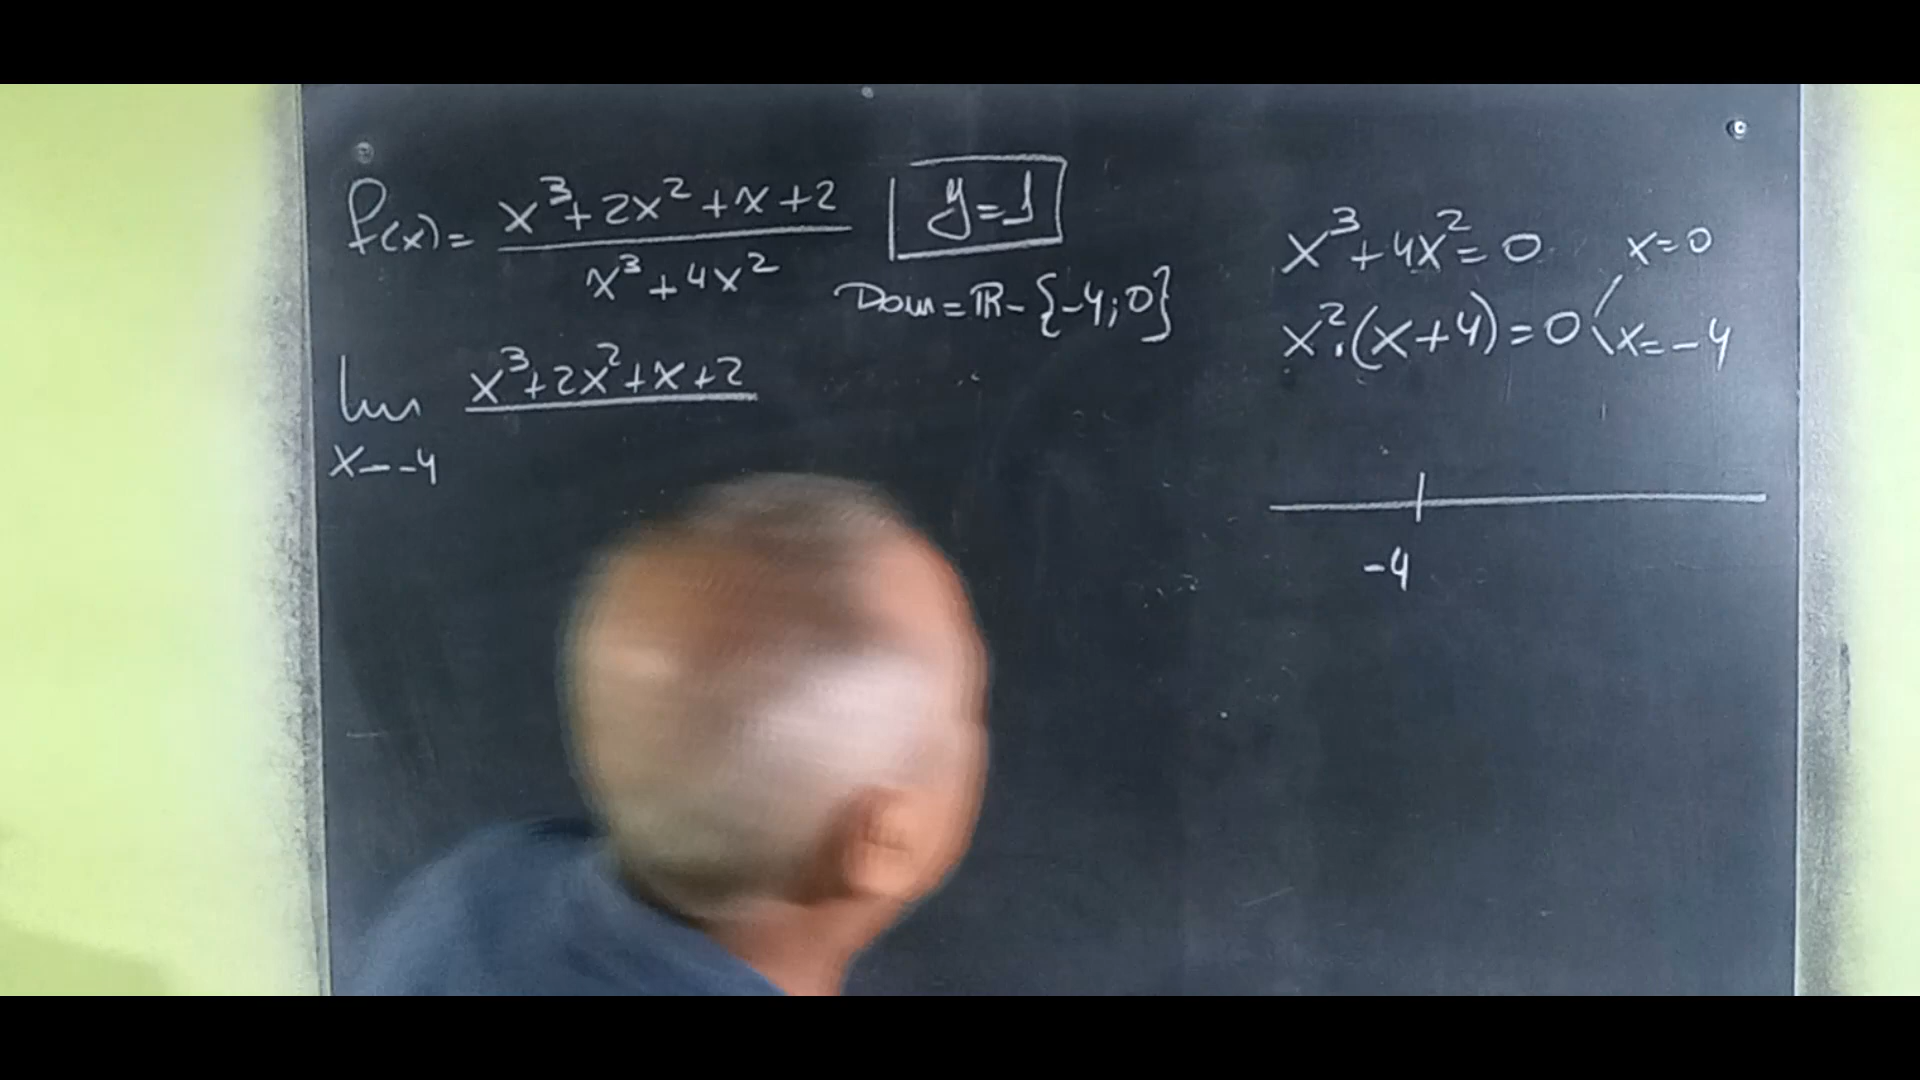 f(x) = x³+2x²+x+2 / x³+4x²
y=1
Dom = ℝ-{-4;0}
lim x→-4 x³+2x²+x+2
x³+4x²=0
x²·(x+4)=0
x=0
x=-4
-4